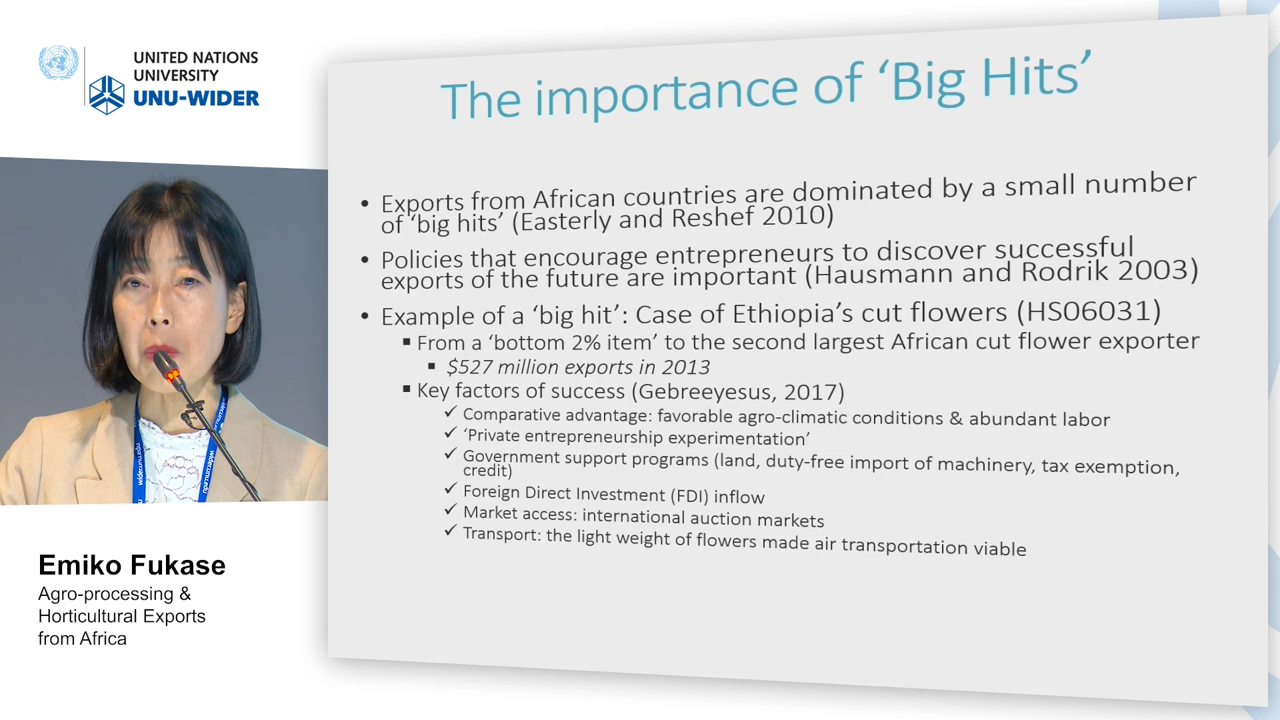 UNITED NATIONS
UNIVERSITY
UNU-WIDER
The importance of ‘Big Hits’
• Exports from African countries are dominated by a small number
of ‘big hits’ (Easterly and Reshef 2010)
• Policies that encourage entrepreneurs to discover successful
exports of the future are important (Hausmann and Rodrik 2003)
• Example of a ‘big hit’: Case of Ethiopia’s cut flowers (HS06031)
▪ From a ‘bottom 2% item’ to the second largest African cut flower exporter
▪ $527 million exports in 2013
▪ Key factors of success (Gebreeyesus, 2017)
✓ Comparative advantage: favorable agro-climatic conditions & abundant labor
✓ ‘Private entrepreneurship experimentation’
✓ Government support programs (land, duty-free import of machinery, tax exemption,
credit)
✓ Foreign Direct Investment (FDI) inflow
✓ Market access: international auction markets
✓ Transport: the light weight of flowers made air transportation viable
Emiko Fukase
Agro-processing &
Horticultural Exports
from Africa